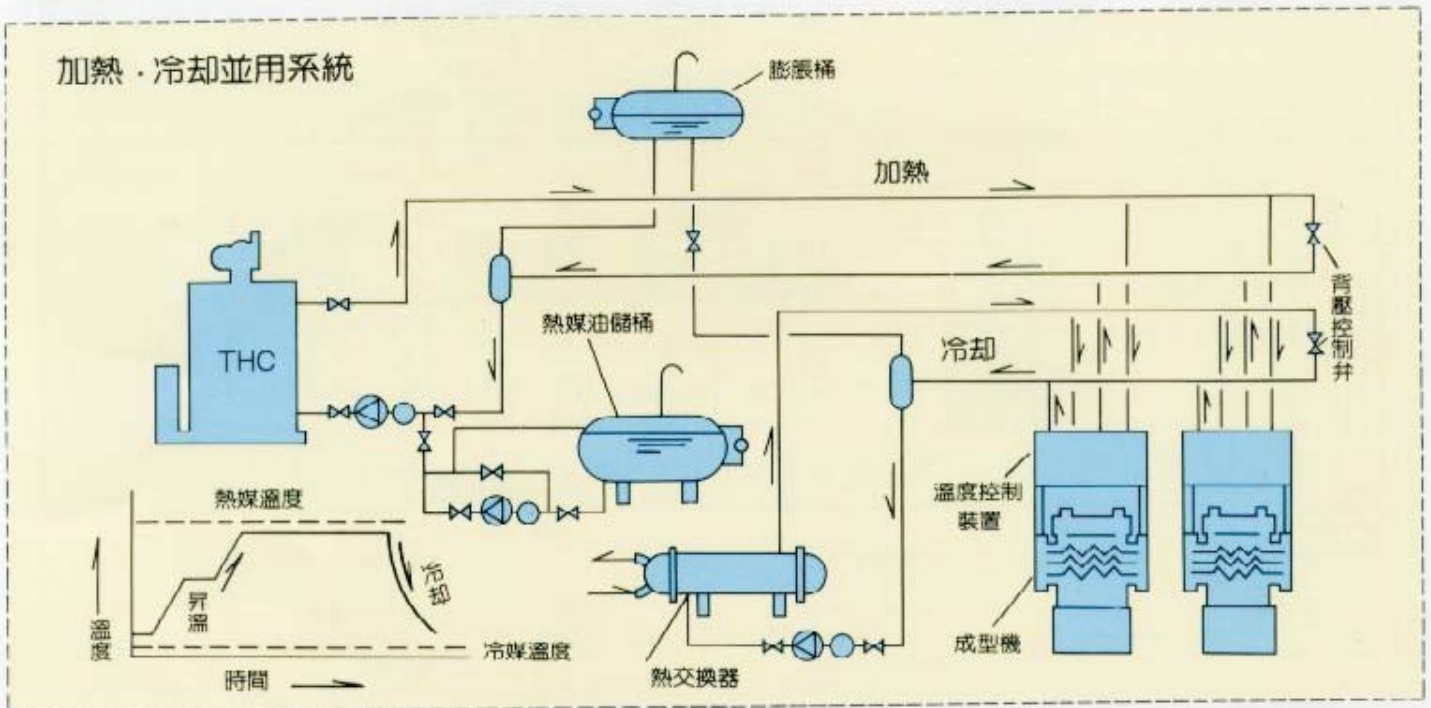 加熱．冷却並用系統
膨脹桶
加熱
背壓控制弁
熱媒油儲桶
冷却
THC
溫度控制
裝置
成型機
熱交換器
熱媒溫度
昇溫
冷却
溫度
冷媒溫度
時間